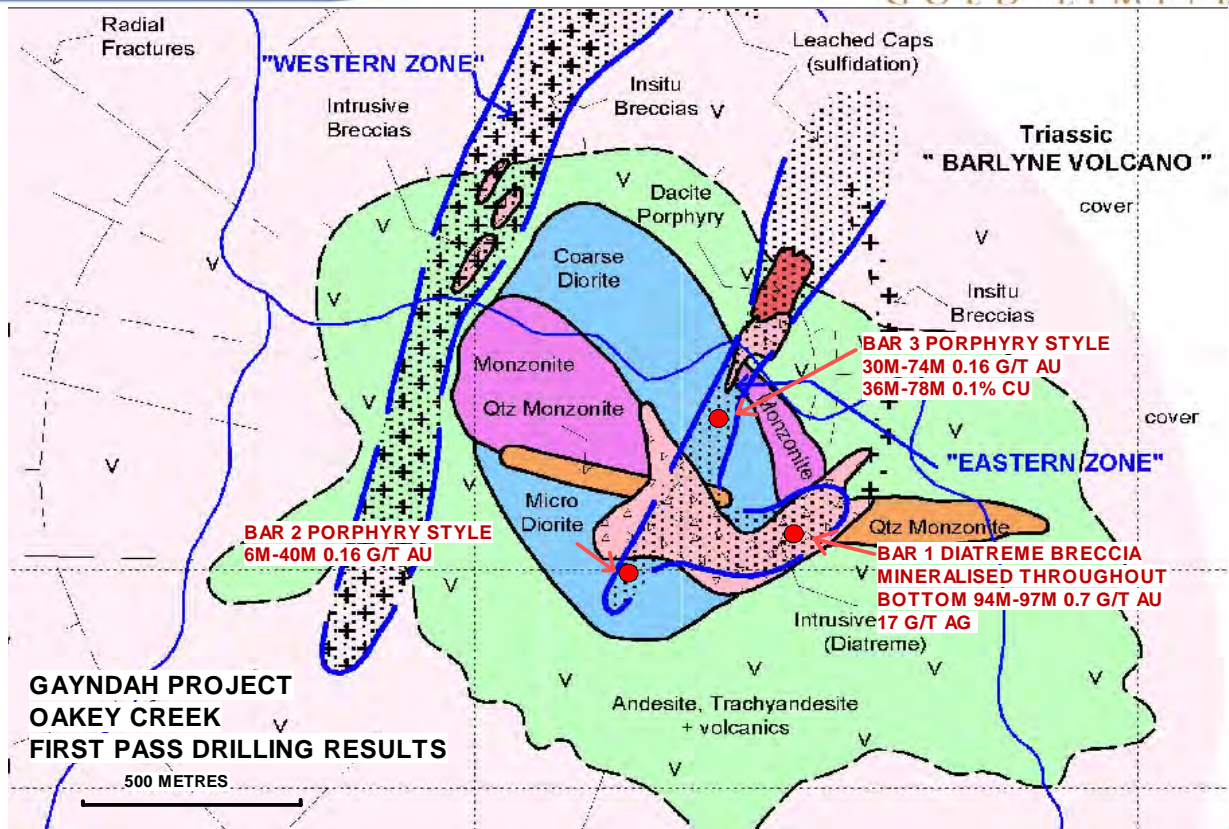 GOLD LIMITE
Radial
Fractures
"WESTERN ZONE"
Intrusive
Breccias
Insitu
Breccias
V
Leached Caps
(sulfidation)
Triassic
" BARLYNE VOLCANO "
cover
V
V
V
V
V
Dacite
Porphyry
V
Coarse
Diorite
Insitu
Breccias
BAR 3 PORPHYRY STYLE
30M-74M 0.16 G/T AU
36M-78M 0.1% CU
Monzonite
V
V
Qtz Monzonite
Monzonite
cover
V
V
"EASTERN ZONE"
V
Micro
Diorite
Qtz Monzonite
BAR 2 PORPHYRY STYLE
6M-40M 0.16 G/T AU
BAR 1 DIATREME BRECCIA
MINERALISED THROUGHOUT
BOTTOM 94M-97M 0.7 G/T AU
17 G/T AG
V
V
Intrusive
(Diatreme)
V
V
V
Andesite, Trachyandesite
+ volcanics
V
V
V
GAYNDAH PROJECT
OAKEY CREEK
FIRST PASS DRILLING RESULTS
500 METRES